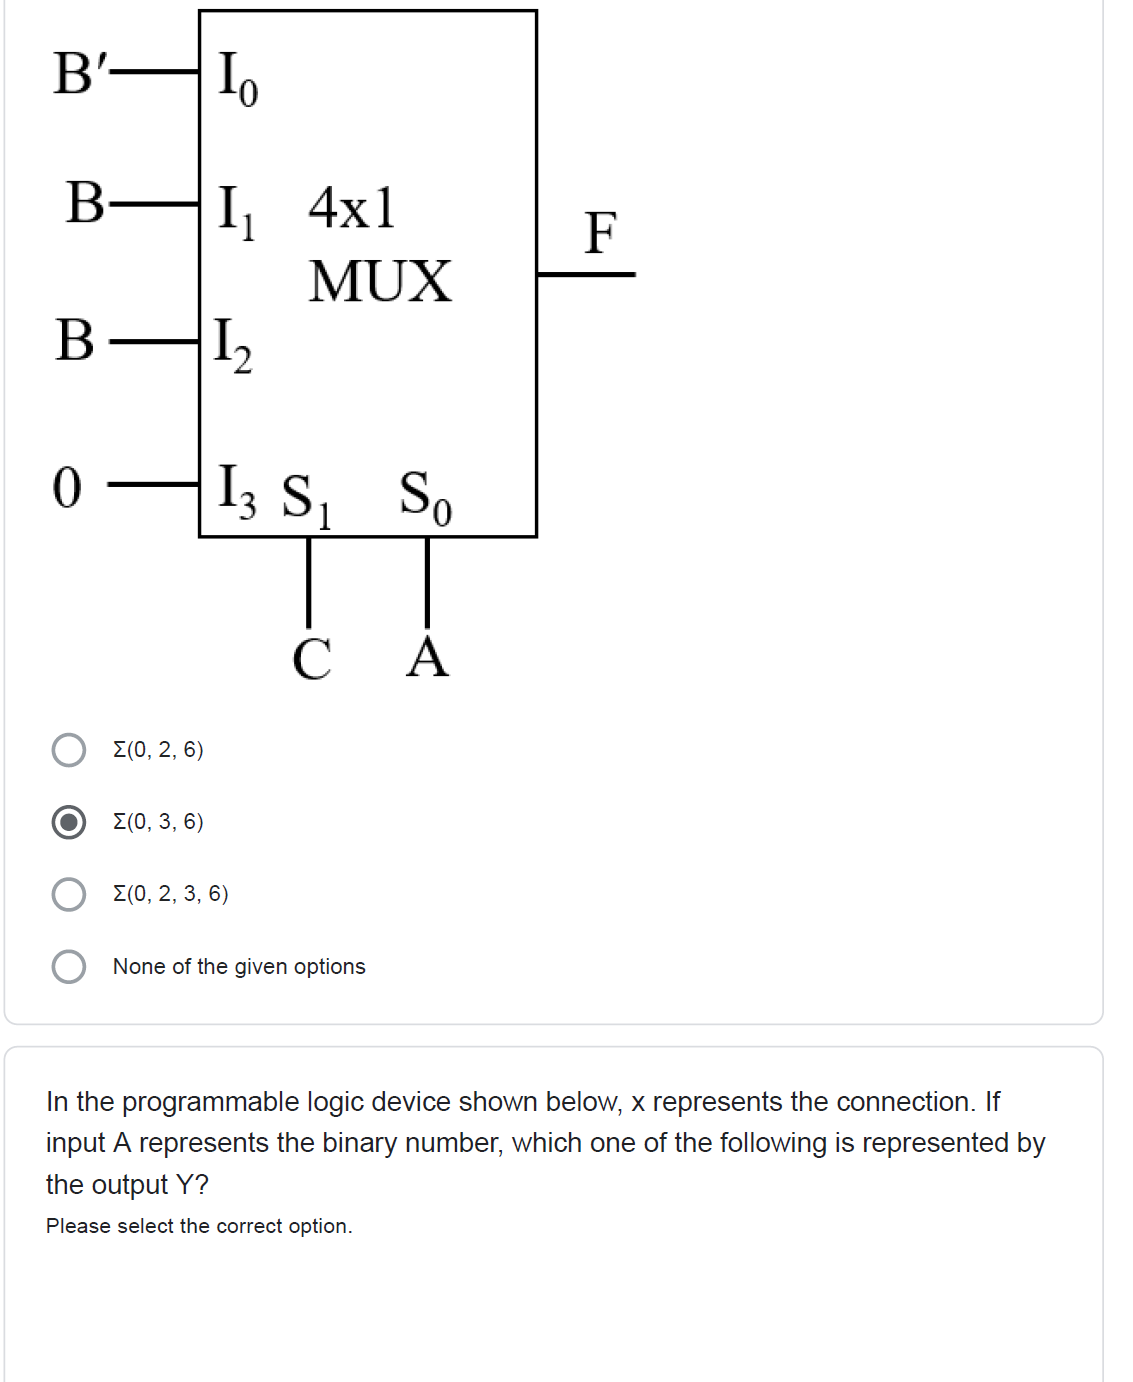 B′ I₀
B I₁ 4x1
F
MUX
B I₂
0 I₃ S₁ S₀
C A
Σ(0, 2, 6)
Σ(0, 3, 6)
Σ(0, 2, 3, 6)
None of the given options
In the programmable logic device shown below, x represents the connection. If
input A represents the binary number, which one of the following is represented by
the output Y?
Please select the correct option.